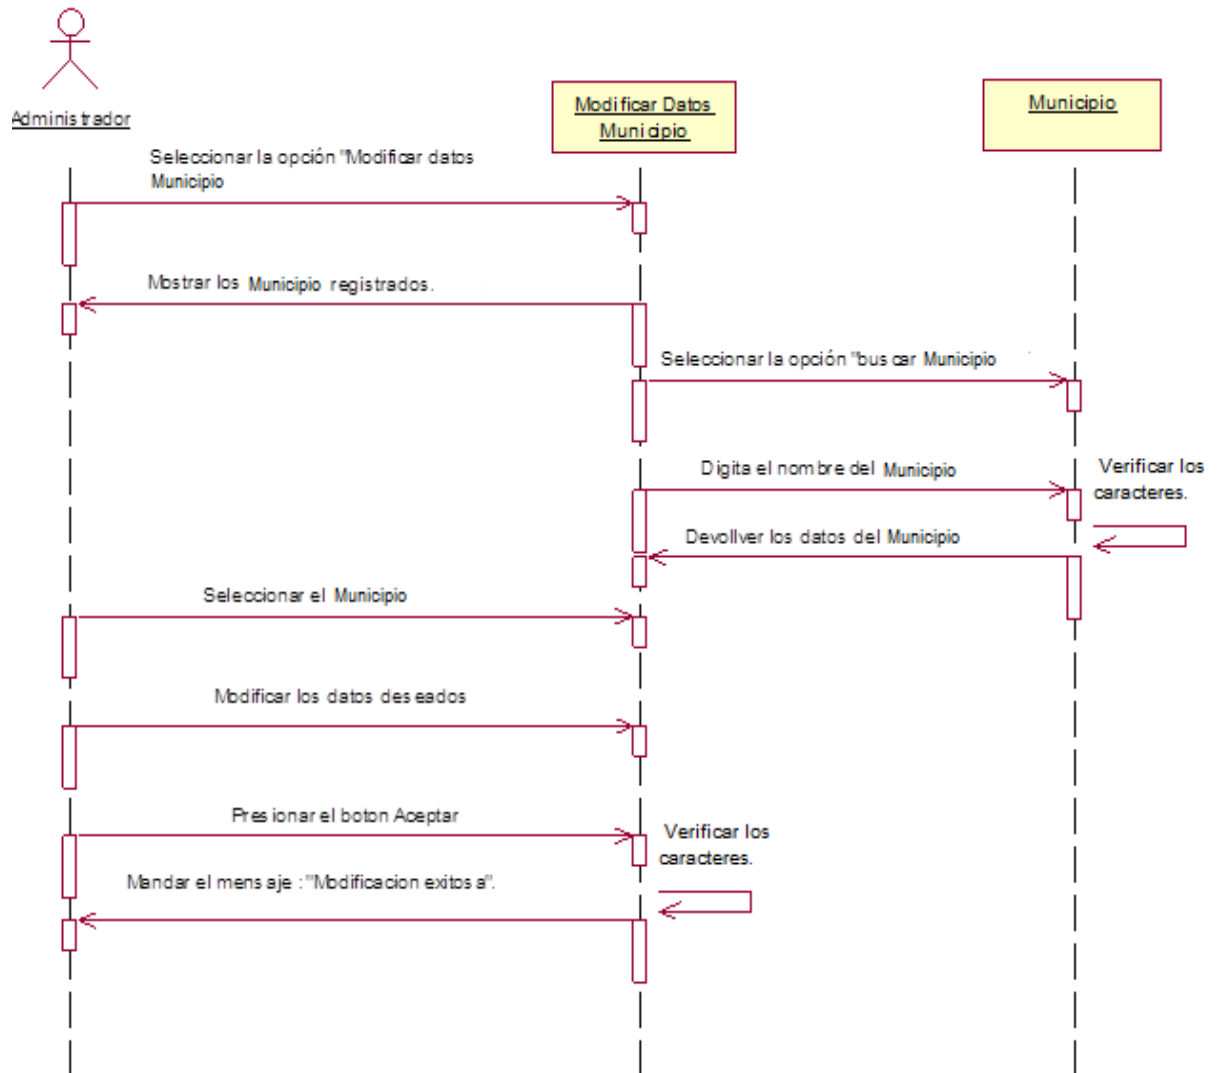 Administrador
Modificar Datos
Municipio
Municipio
Seleccionar la opción "Modificar datos
Municipio
Mostrar los Municipio registrados.
Seleccionar la opción "buscar Municipio
Digita el nombre del Municipio
Verificar los
caracteres.
Devollver los datos del Municipio
Seleccionar el Municipio
Modificar los datos deseados
Presionar el boton Aceptar
Verificar los
caracteres.
Mandar el mensaje :"Modificacion exitosa".